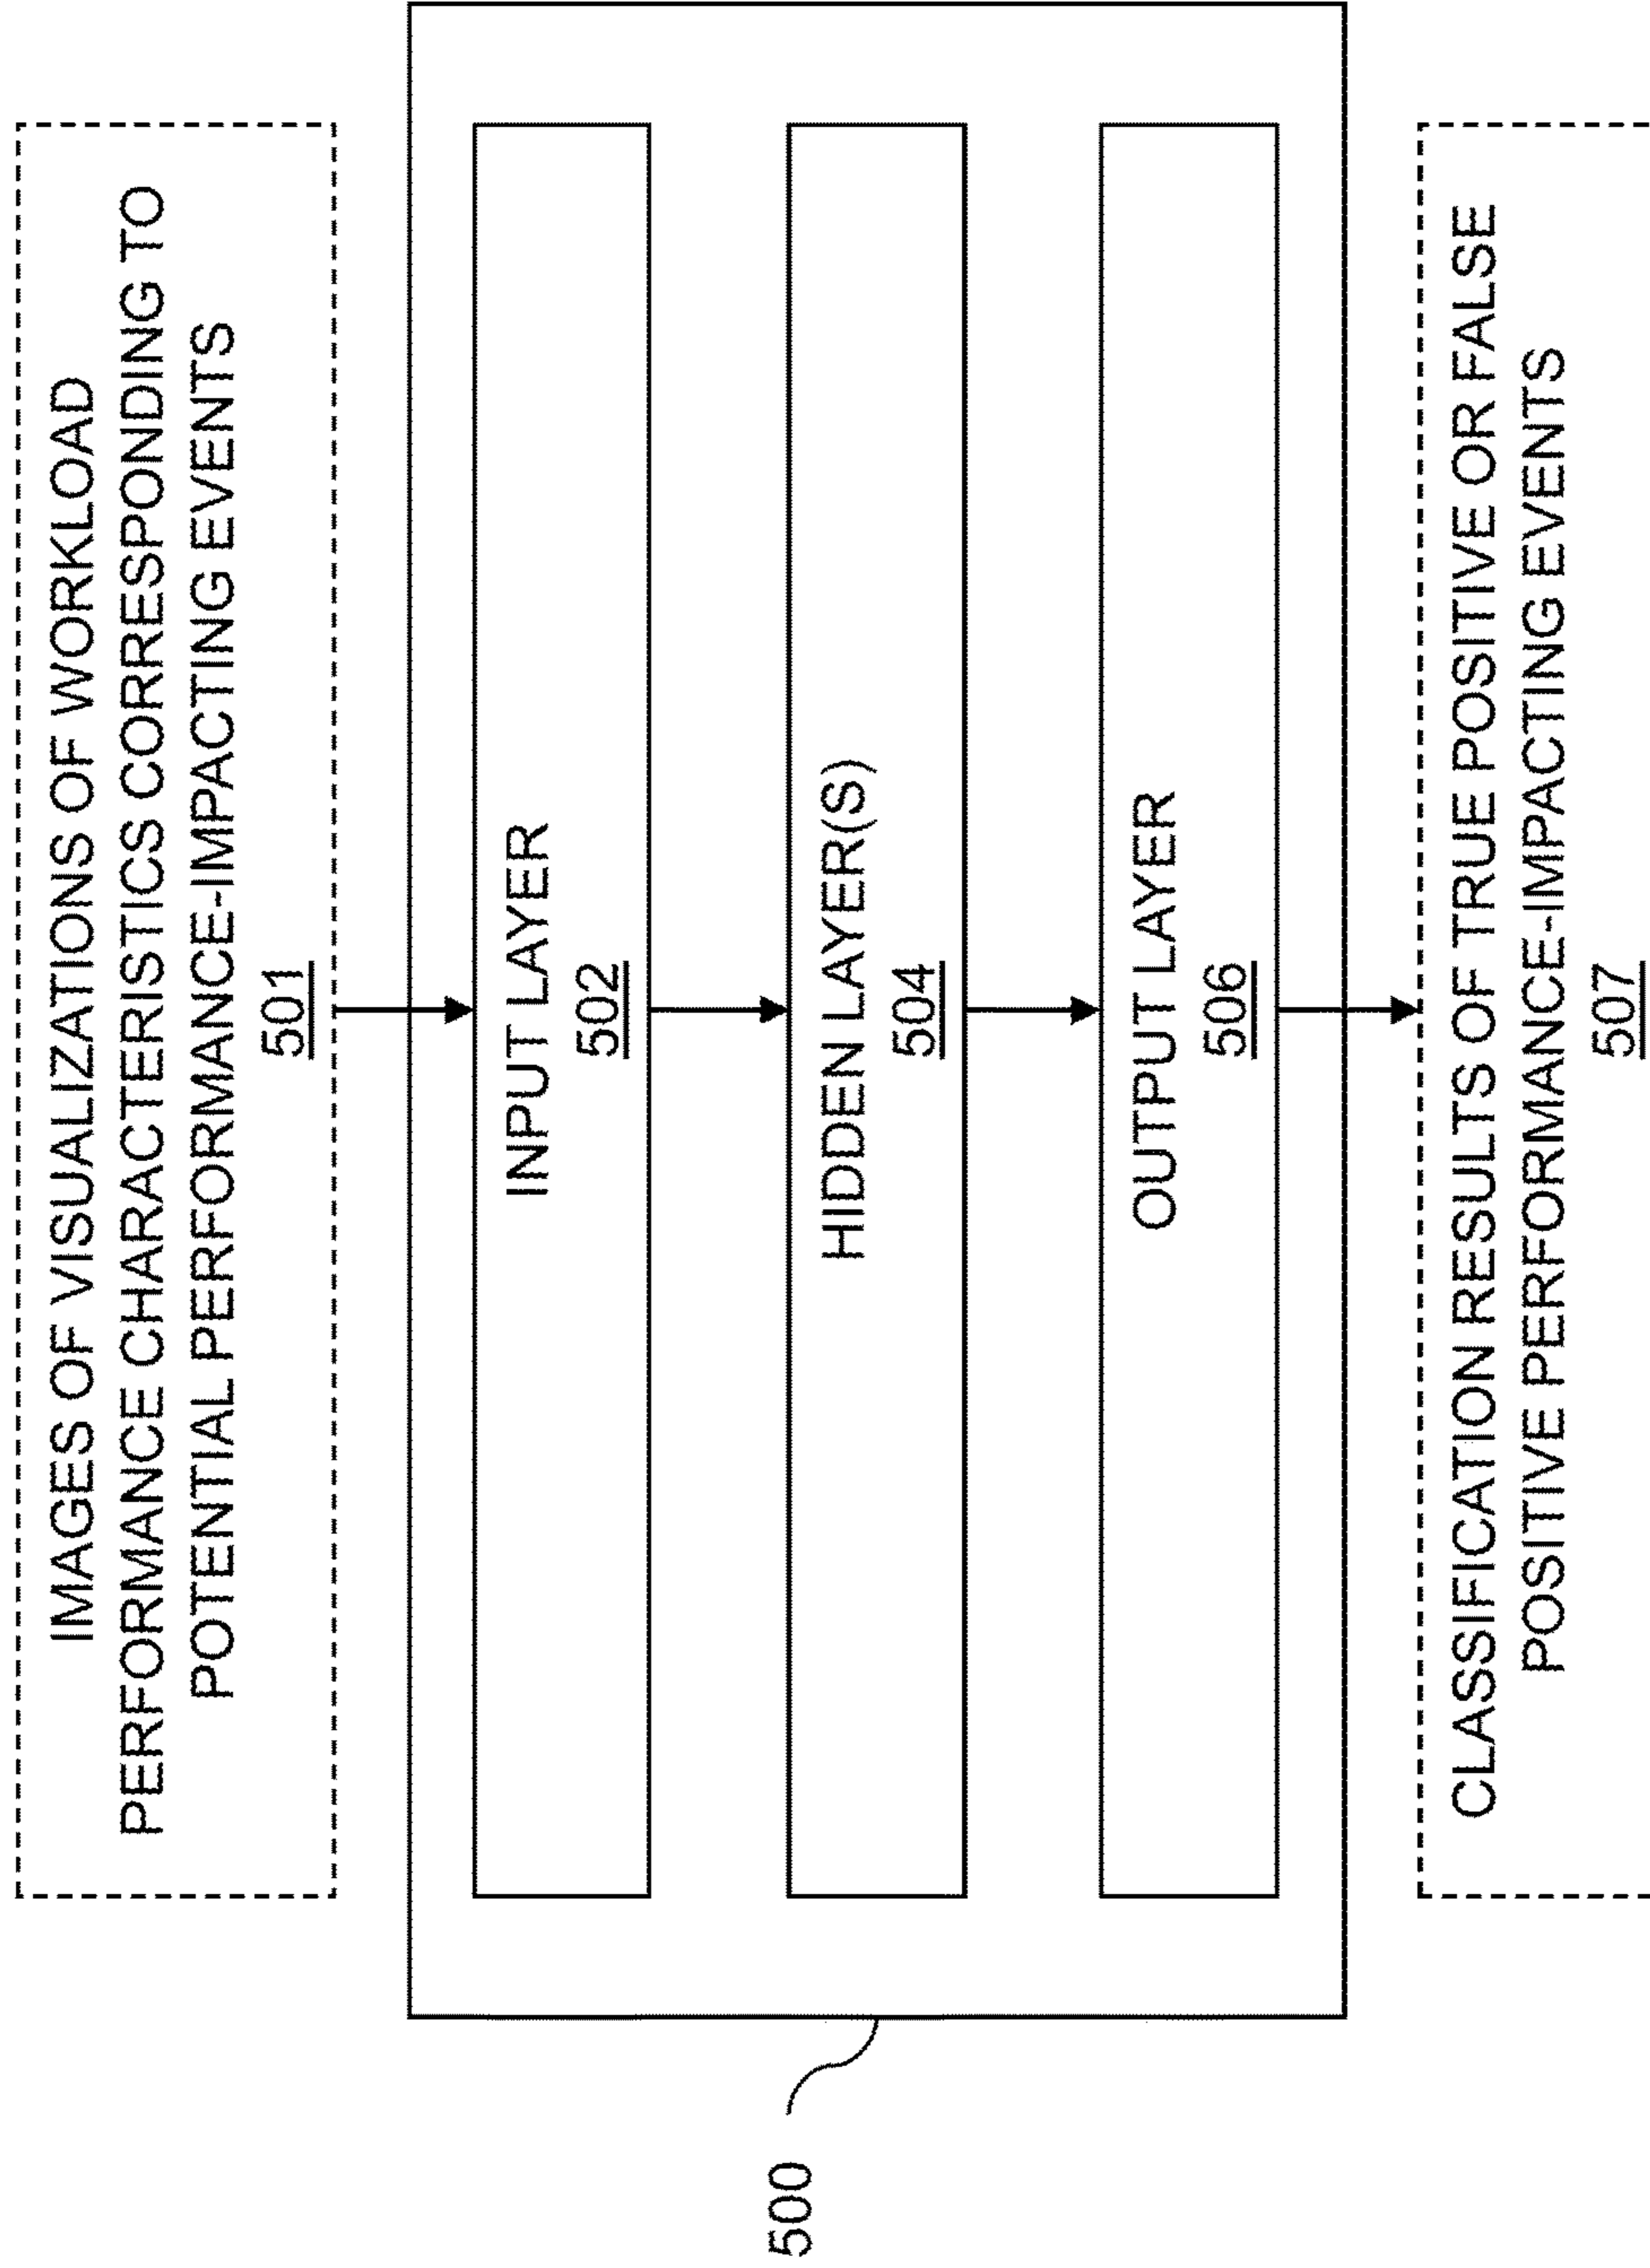 IMAGES OF VISUALIZATIONS OF WORKLOAD
PERFORMANCE CHARACTERISTICS CORRESPONDING TO
POTENTIAL PERFORMANCE-IMPACTING EVENTS
501
500
INPUT LAYER
502
HIDDEN LAYER(S)
504
OUTPUT LAYER
506
CLASSIFICATION RESULTS OF TRUE POSITIVE OR FALSE
POSITIVE PERFORMANCE-IMPACTING EVENTS
507